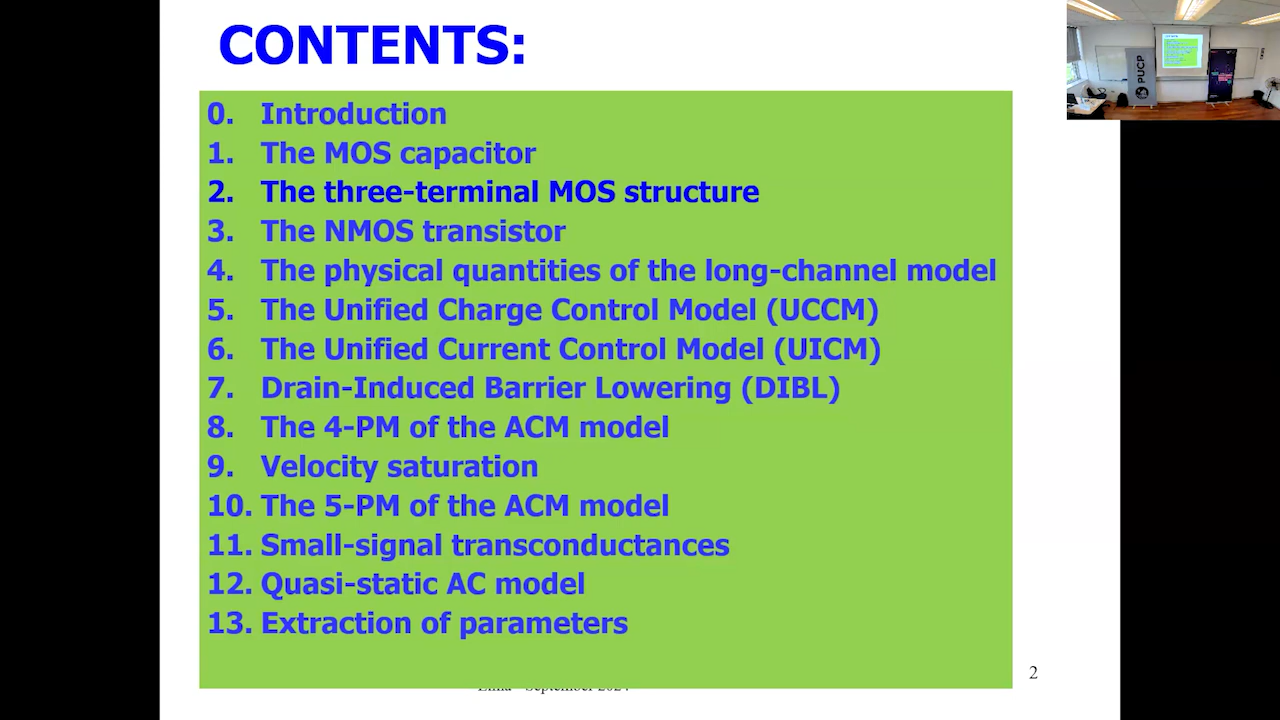 CONTENTS:
0. Introduction
1. The MOS capacitor
2. The three-terminal MOS structure
3. The NMOS transistor
4. The physical quantities of the long-channel model
5. The Unified Charge Control Model (UCCM)
6. The Unified Current Control Model (UICM)
7. Drain-Induced Barrier Lowering (DIBL)
8. The 4-PM of the ACM model
9. Velocity saturation
10. The 5-PM of the ACM model
11. Small-signal transconductances
12. Quasi-static AC model
13. Extraction of parameters
2
PUCP